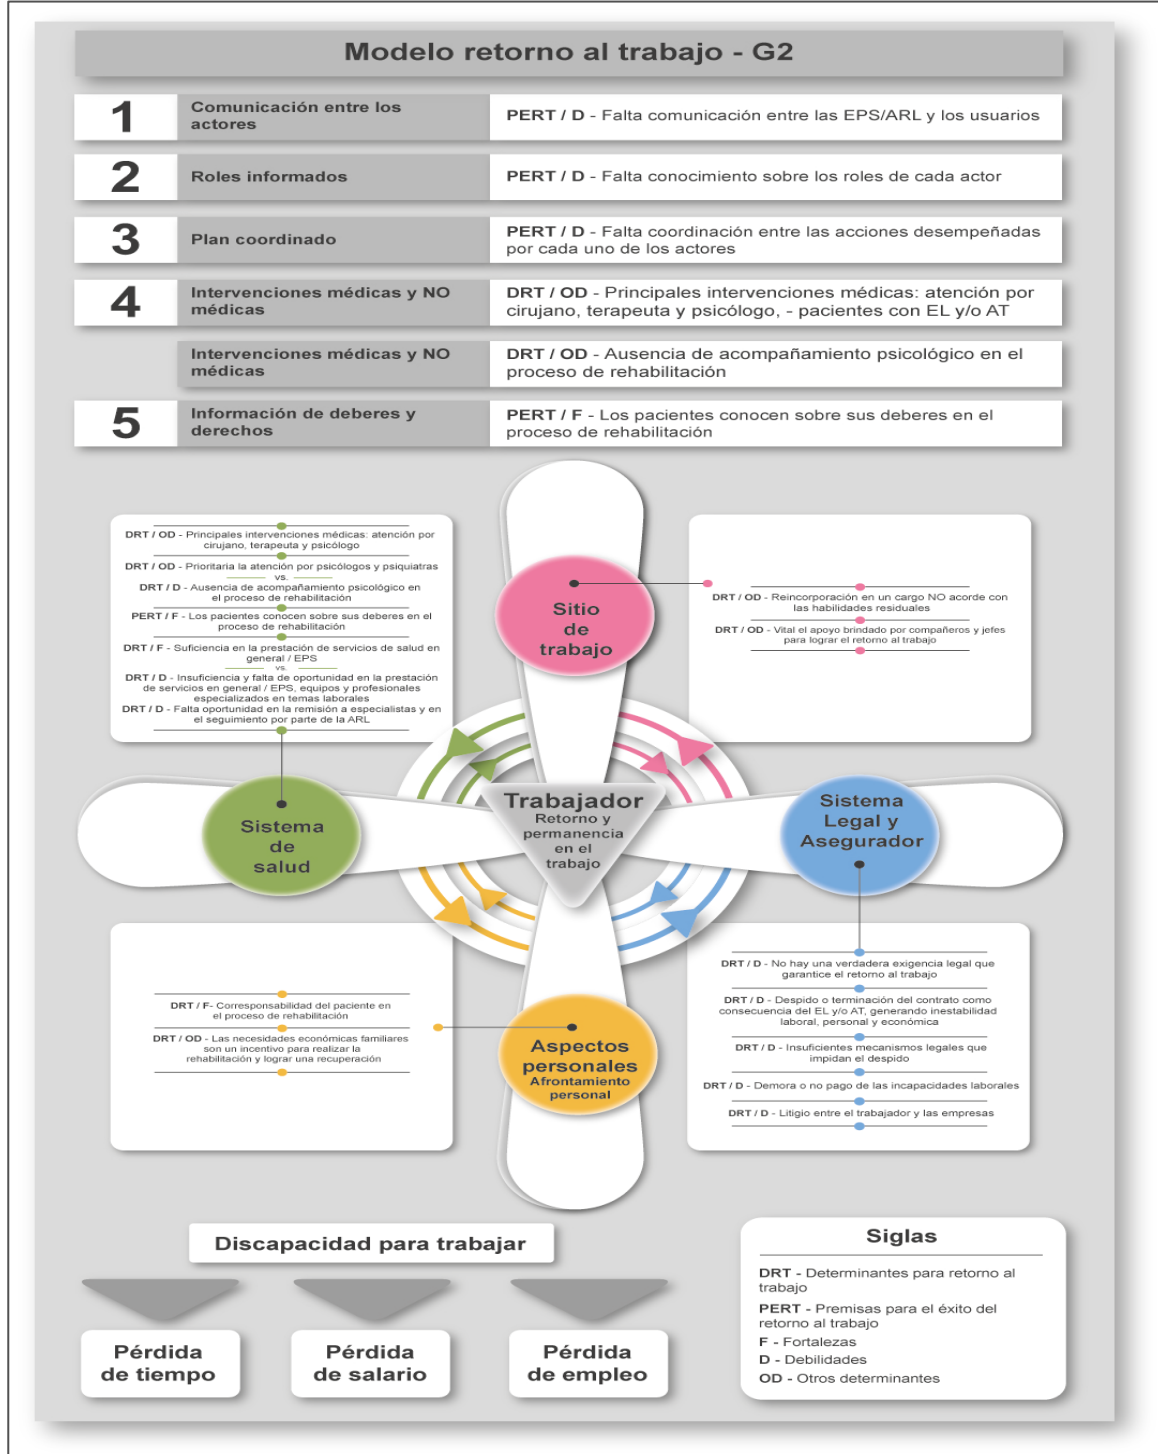 Modelo retorno al trabajo - G2
1
Comunicación entre los
actores
PERT / D - Falta comunicación entre las EPS/ARL y los usuarios
2
Roles informados
PERT / D - Falta conocimiento sobre los roles de cada actor
3
Plan coordinado
PERT / D - Falta coordinación entre las acciones desempeñadas
por cada uno de los actores
4
Intervenciones médicas y NO
médicas
DRT / OD - Principales intervenciones médicas: atención por
cirujano, terapeuta y psicólogo, - pacientes con EL y/o AT
Intervenciones médicas y NO
médicas
DRT / OD - Ausencia de acompañamiento psicológico en el
proceso de rehabilitación
5
Información de deberes y
derechos
PERT / F - Los pacientes conocen sobre sus deberes en el
proceso de rehabilitación
DRT / OD - Principales intervenciones médicas: atención por
cirujano, terapeuta y psicólogo
DRT / OD - Prioritaria la atención por psicólogos y psiquiatras
vs.
DRT / D - Ausencia de acompañamiento psicológico en
el proceso de rehabilitación
PERT / F - Los pacientes conocen sobre sus deberes en el
proceso de rehabilitación
DRT / F - Suficiencia en la prestación de servicios de salud en
general / EPS
vs.
DRT / D - Insuficiencia y falta de oportunidad en la prestación
de servicios en general / EPS, equipos y profesionales
especializados en temas laborales
DRT / D - Falta oportunidad en la remisión a especialistas y en
el seguimiento por parte de la ARL
Sitio
de
trabajo
DRT / OD - Reincorporación en un cargo NO acorde con
las habilidades residuales
DRT / OD - Vital el apoyo brindado por compañeros y jefes
para lograr el retorno al trabajo
Sistema
de
salud
Trabajador
Retorno y
permanencia
en el
trabajo
Sistema
Legal y
Asegurador
DRT / F- Corresponsabilidad del paciente en
el proceso de rehabilitación
DRT / OD - Las necesidades económicas familiares
son un incentivo para realizar la
rehabilitación y lograr una recuperación
Aspectos
personales
Afrontamiento
personal
DRT / D - No hay una verdadera exigencia legal que
garantice el retorno al trabajo
DRT / D - Despido o terminación del contrato como
consecuencia del EL y/o AT, generando inestabilidad
laboral, personal y económica
DRT / D - Insuficientes mecanismos legales que
impidan el despido
DRT / D - Demora o no pago de las incapacidades laborales
DRT / D - Litigio entre el trabajador y las empresas
Discapacidad para trabajar
Pérdida
de tiempo
Pérdida
de salario
Pérdida
de empleo
Siglas
DRT - Determinantes para retorno al
trabajo
PERT - Premisas para el éxito del
retorno al trabajo
F - Fortalezas
D - Debilidades
OD - Otros determinantes